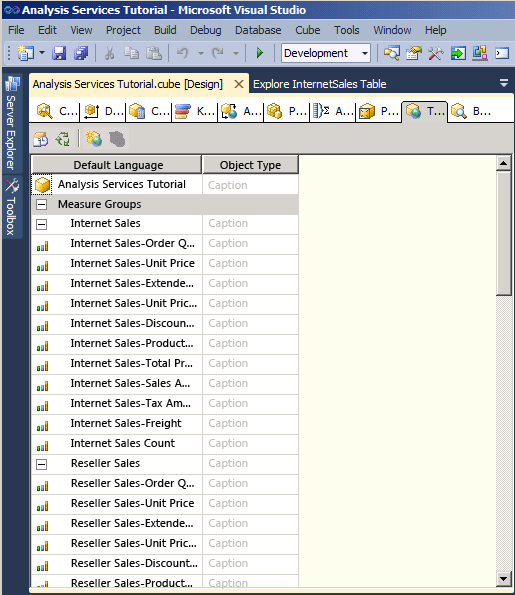 Analysis Services Tutorial - Microsoft Visual Studio
File Edit View Project Build Debug Database Cube Tools Window Help
Development
Server Explorer
Toolbox
Analysis Services Tutorial.cube [Design] Explore InternetSales Table
C... D... C... K... A... P... A... P... T... B...
Default Language Object Type
Analysis Services Tutorial Caption
Measure Groups
Internet Sales Caption
Internet Sales-Order Q... Caption
Internet Sales-Unit Price Caption
Internet Sales-Extende... Caption
Internet Sales-Unit Pric... Caption
Internet Sales-Discoun... Caption
Internet Sales-Product... Caption
Internet Sales-Total Pr... Caption
Internet Sales-Sales A... Caption
Internet Sales-Tax Am... Caption
Internet Sales-Freight Caption
Internet Sales Count Caption
Reseller Sales Caption
Reseller Sales-Order Q... Caption
Reseller Sales-Unit Price Caption
Reseller Sales-Extende... Caption
Reseller Sales-Unit Pric... Caption
Reseller Sales-Discount... Caption
Reseller Sales-Product... Caption